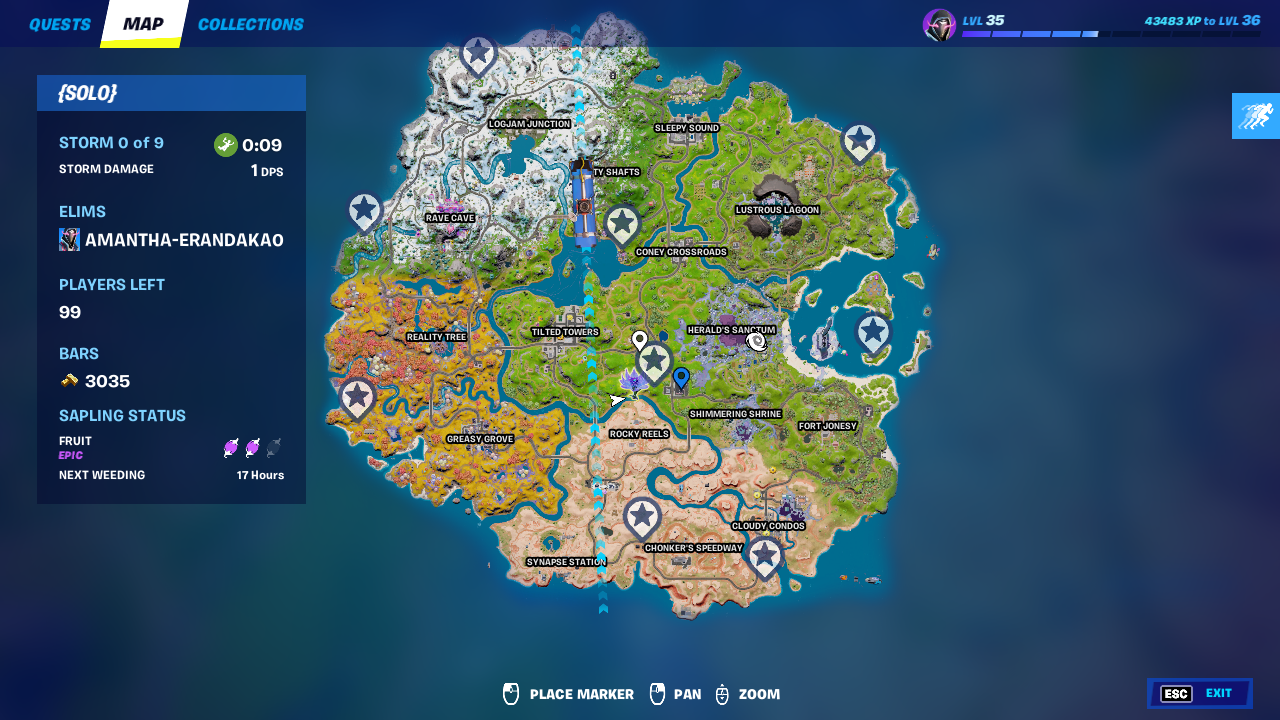 QUESTS
MAP
COLLECTIONS
LVL 35
43483 XP to LVL 36
{SOLO}
STORM 0 of 9
0:09
STORM DAMAGE
1 DPS
ELIMS
AMANTHA-ERANDAKAO
PLAYERS LEFT
99
BARS
3035
SAPLING STATUS
FRUIT
EPIC
NEXT WEEDING
17 Hours
LOGJAM JUNCTION
SLEEPY SOUND
TY SHAFTS
RAVE CAVE
LUSTROUS LAGOON
CONEY CROSSROADS
TILTED TOWERS
HERALD'S SANCTUM
REALITY TREE
SHIMMERING SHRINE
FORT JONESY
ROCKY REELS
GREASY GROVE
CLOUDY CONDOS
CHONKER'S SPEEDWAY
SYNAPSE STATION
PLACE MARKER
PAN
ZOOM
ESC
EXIT